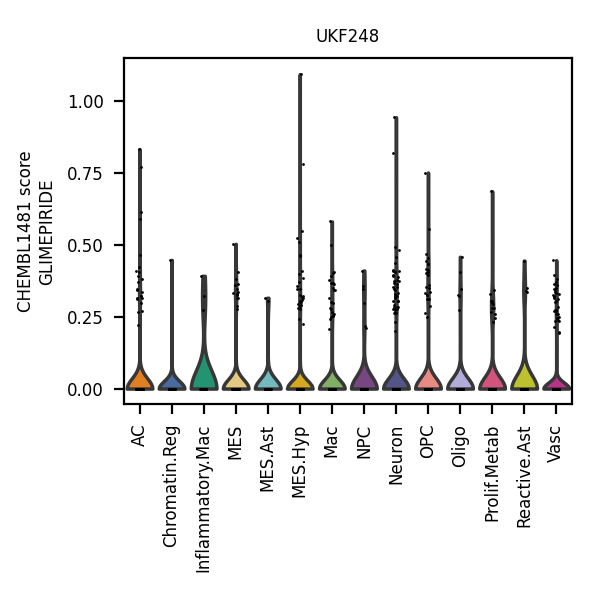 UKF248
CHEMBL1481 score
GLIMEPIRIDE
1.00
0.75
0.50
0.25
0.00
AC
Chromatin.Reg
Inflammatory.Mac
MES
MES.Ast
MES.Hyp
Mac
NPC
Neuron
OPC
Oligo
Prolif.Metab
Reactive.Ast
Vasc